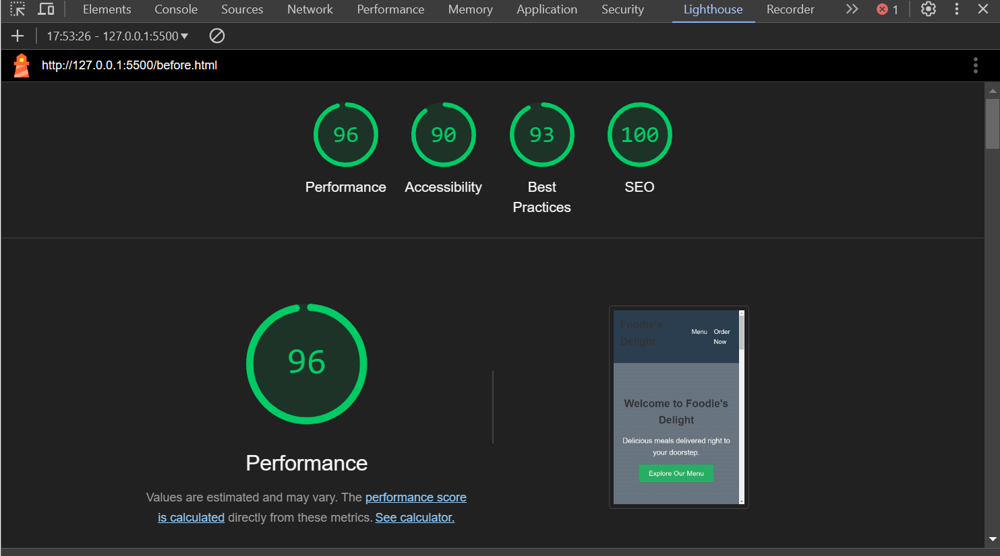 Elements Console Sources Network Performance Memory Application Security Lighthouse Recorder 1
17:53:26 - 127.0.0.1:5500
http://127.0.0.1:5500/before.html
96 90 93 100
Performance Accessibility Best SEO
Practices
96
Performance
Values are estimated and may vary. The performance score
is calculated directly from these metrics. See calculator.
Foodie's
Delight
Menu Order
Now
Welcome to Foodie's
Delight
Delicious meals delivered right to
your doorstep.
Explore Our Menu